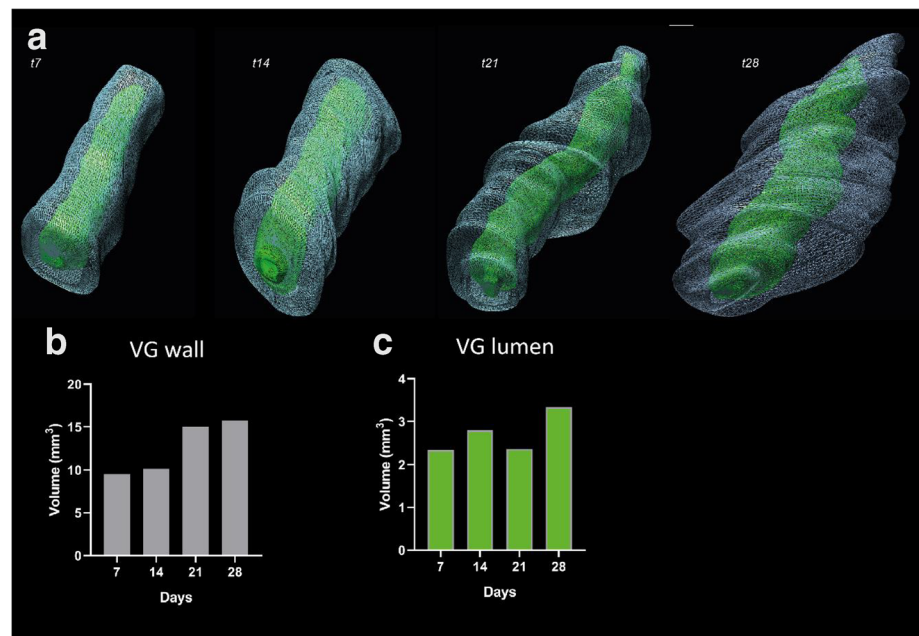 a
t7
t14
t21
t28
b
VG wall
Volume (mm³)
20
15
10
5
0
7 14 21 28
Days
c
VG lumen
Volume (mm³)
4
3
2
1
0
7 14 21 28
Days